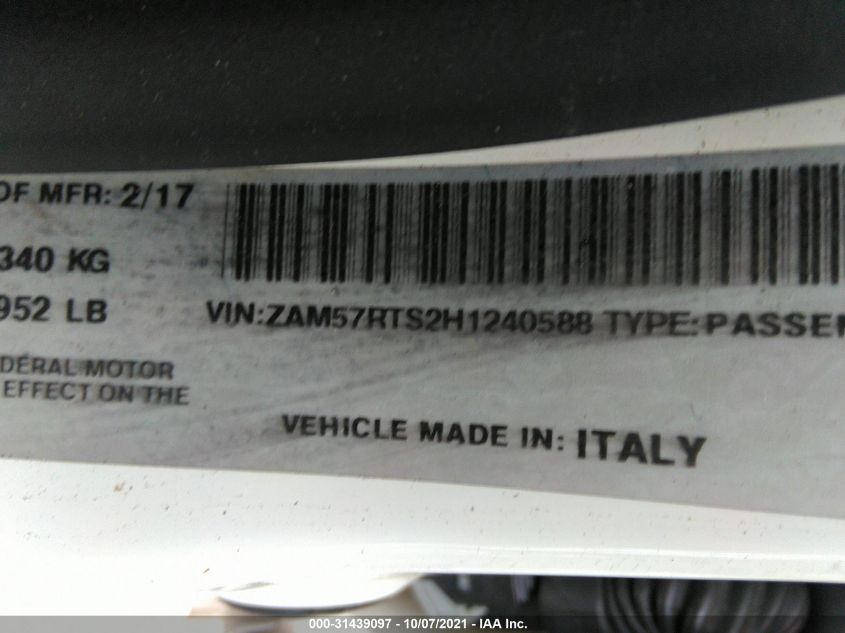 OF MFR: 2/17
340 KG
952 LB
VIN:ZAM57RTS2H1240588 TYPE:PASSEN
DERAL MOTOR
EFFECT ON THE
VEHICLE MADE IN: ITALY
000-31439097 - 10/07/2021 - IAA Inc.